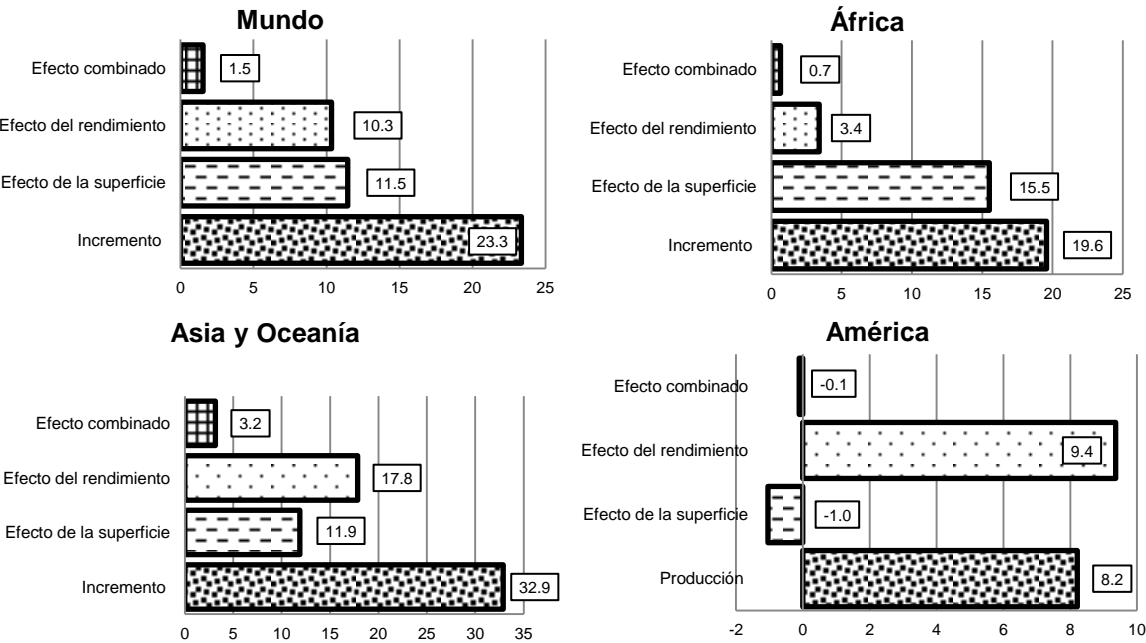 Mundo
Efecto combinado
1.5
Efecto del rendimiento
10.3
Efecto de la superficie
11.5
Incremento
23.3
0 5 10 15 20 25
África
Efecto combinado
0.7
Efecto del rendimiento
3.4
Efecto de la superficie
15.5
Incremento
19.6
0 5 10 15 20 25
Asia y Oceanía
Efecto combinado
3.2
Efecto del rendimiento
17.8
Efecto de la superficie
11.9
Incremento
32.9
0 5 10 15 20 25 30 35
América
Efecto combinado
-0.1
Efecto del rendimiento
9.4
Efecto de la superficie
-1.0
Producción
8.2
-2 0 2 4 6 8 10